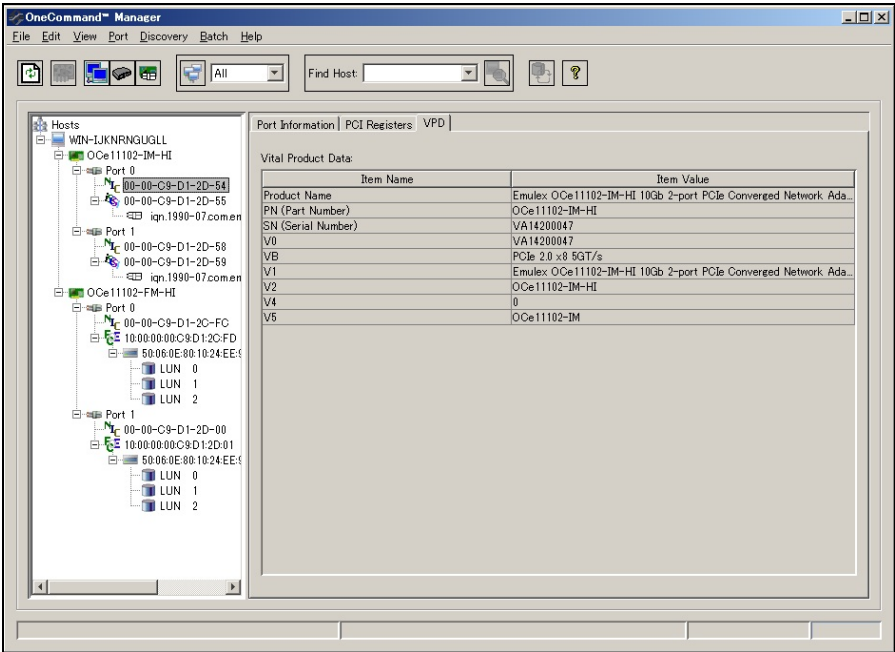 OneCommand™ Manager
File Edit View Port Discovery Batch Help
All
Find Host:
Hosts
WIN-IJKNRNGUGLL
OCe11102-IM-HI
Port 0
00-00-C9-D1-2D-54
00-00-C9-D1-2D-55
iqn.1990-07.com.em
Port 1
00-00-C9-D1-2D-58
00-00-C9-D1-2D-59
iqn.1990-07.com.em
OCe11102-FM-HI
Port 0
00-00-C9-D1-2C-FC
10:00:00:00:C9:D1:2C:FD
50:06:0E:80:10:24:EE:9
LUN 0
LUN 1
LUN 2
Port 1
00-00-C9-D1-2D-00
10:00:00:00:C9:D1:2D:01
50:06:0E:80:10:24:EE:9
LUN 0
LUN 1
LUN 2
Port Information PCI Registers VPD
Vital Product Data:
Item Name Item Value
Product Name Emulex OCe11102-IM-HI 10Gb 2-port PCIe Converged Network Ada...
PN (Part Number) OCe11102-IM-HI
SN (Serial Number) VA14200047
V0 VA14200047
VB PCIe 2.0 x8 5GT/s
V1 Emulex OCe11102-IM-HI 10Gb 2-port PCIe Converged Network Ada...
V2 OCe11102-IM-HI
V4 0
V5 OCe11102-IM